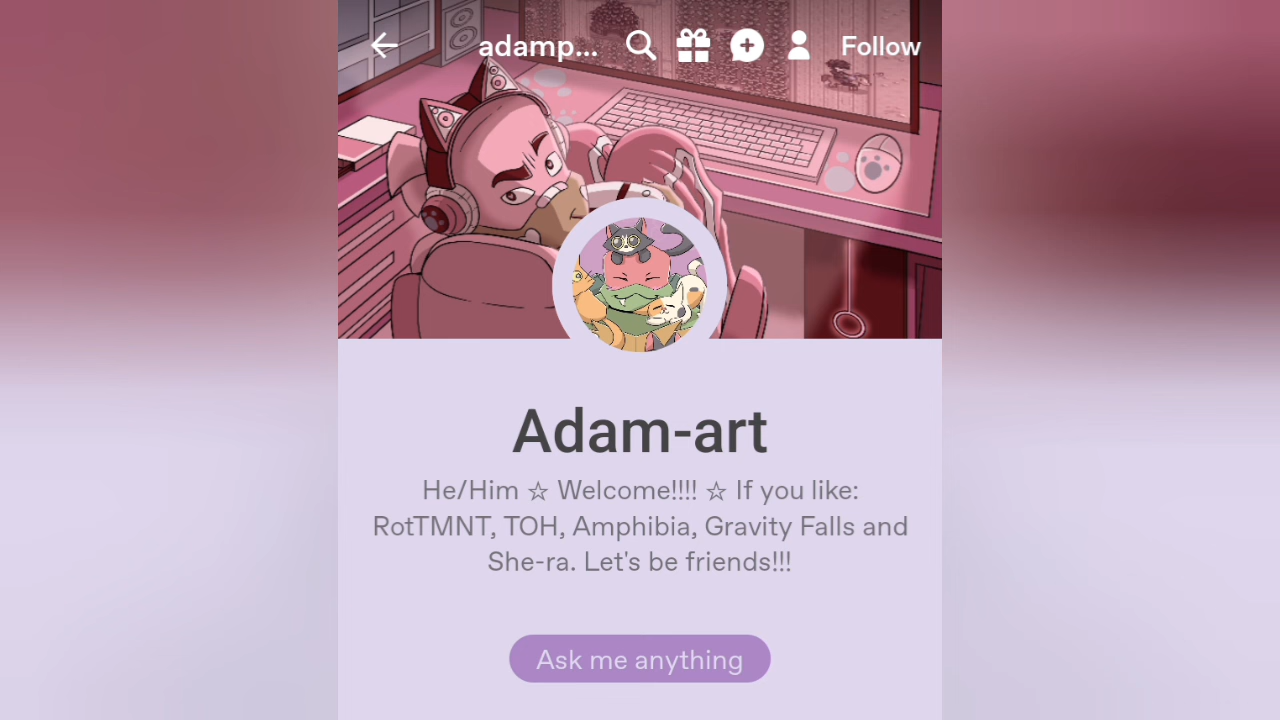 adamp... Follow
Adam-art
He/Him ☆ Welcome!!!! ☆ If you like:
RotTMNT, TOH, Amphibia, Gravity Falls and
She-ra. Let's be friends!!!
Ask me anything